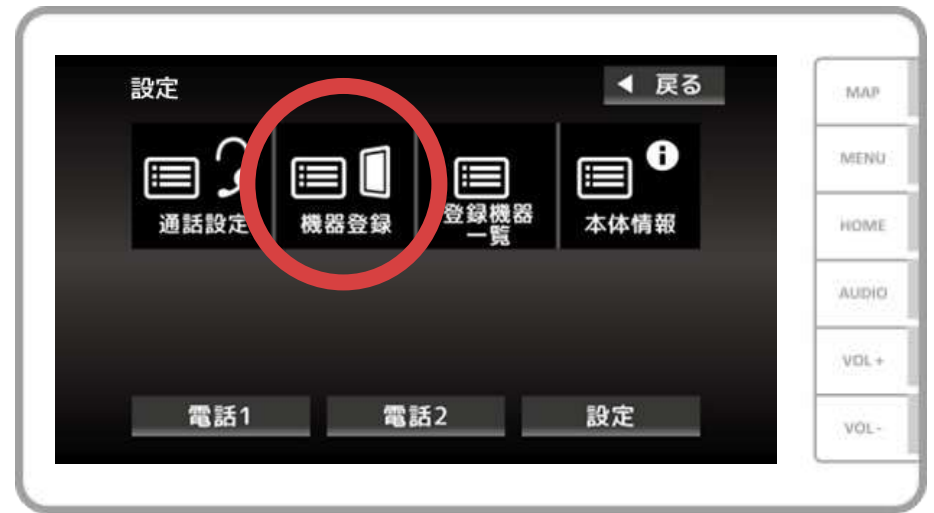 設定
◀ 戻る
通話設定
機器登録
登録機器
一覧
本体情報
電話1
電話2
設定
MAP
MENU
HOME
AUDIO
VOL +
VOL -